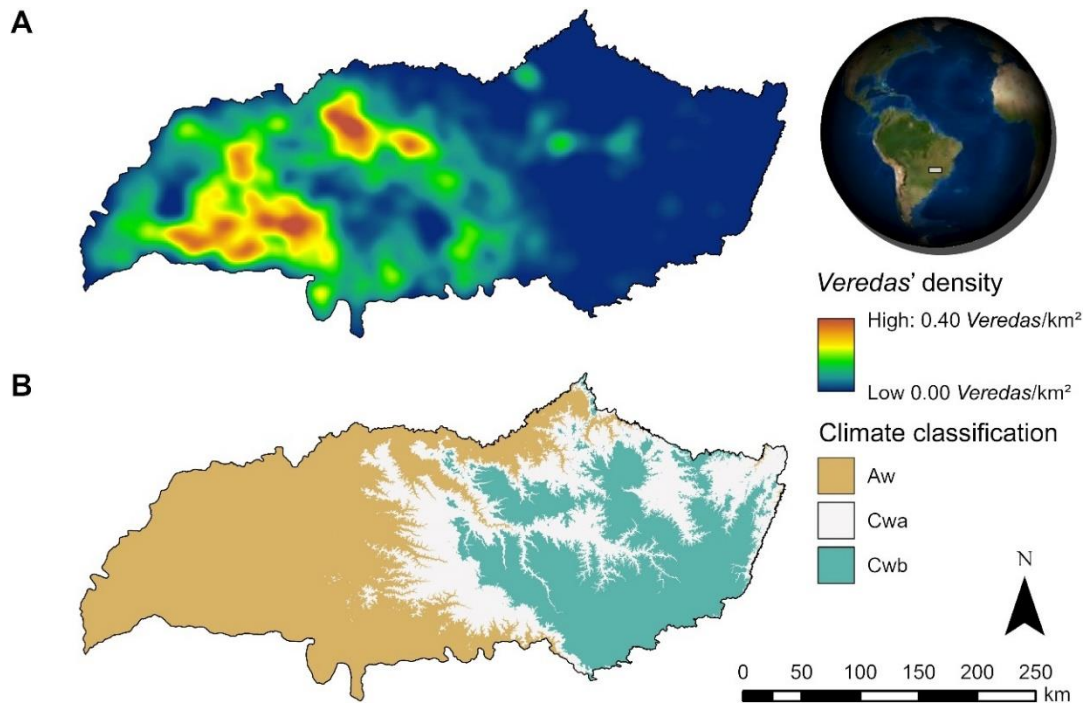 A
Veredas’ density
High: 0.40 Veredas/km²
Low 0.00 Veredas/km²
B
Climate classification
Aw
Cwa
Cwb
N
0 50 100 150 200 250
km